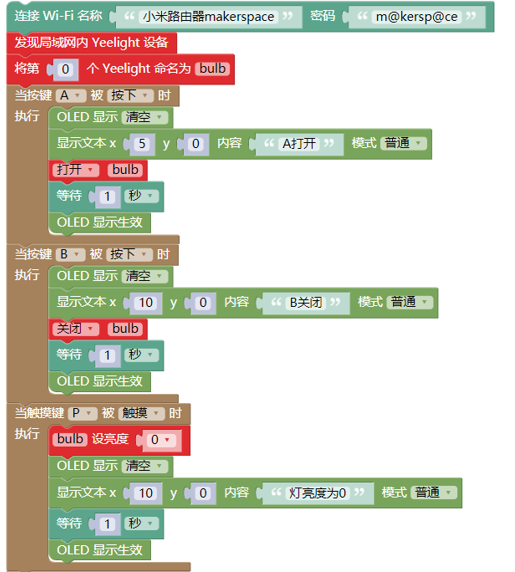 连接 Wi-Fi 名称 “ 小米路由器makerspace ” 密码 “ m@kersp@ce ”
发现局域网内 Yeelight 设备
将第 0 个 Yeelight 命名为 bulb
当按键 A 被 按下 时
执行 OLED 显示 清空
显示文本 x 5 y 0 内容 “ A打开 ” 模式 普通
打开 bulb
等待 1 秒
OLED 显示生效
当按键 B 被 按下 时
执行 OLED 显示 清空
显示文本 x 10 y 0 内容 “ B关闭 ” 模式 普通
关闭 bulb
等待 1 秒
OLED 显示生效
当触摸键 P 被 触摸 时
执行 bulb 设亮度 0
OLED 显示 清空
显示文本 x 10 y 0 内容 “ 灯亮度为0 ” 模式 普通
等待 1 秒
OLED 显示生效